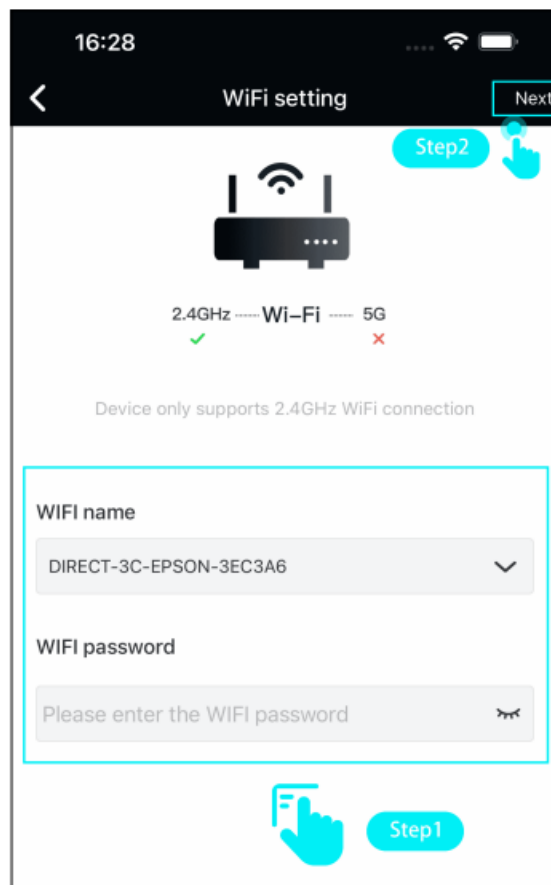 16:28
WiFi setting
Next
Step2
2.4GHz Wi-Fi 5G
Device only supports 2.4GHz WiFi connection
WIFI name
DIRECT-3C-EPSON-3EC3A6
WIFI password
Please enter the WIFI password
Step1